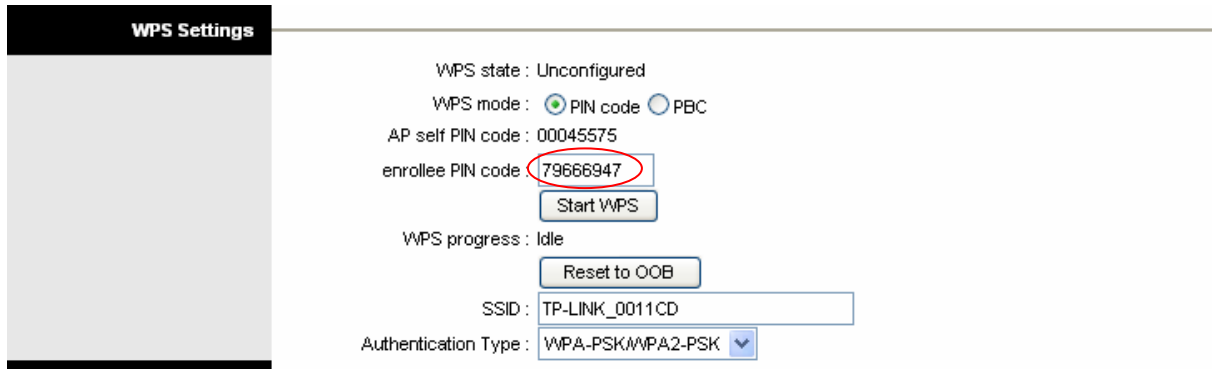 WPS Settings
WPS state : Unconfigured
WPS mode : PIN code PBC
AP self PIN code : 00045575
enrollee PIN code : 79666947
Start WPS
WPS progress : Idle
Reset to OOB
SSID : TP-LINK_0011CD
Authentication Type : WPA-PSK/WPA2-PSK